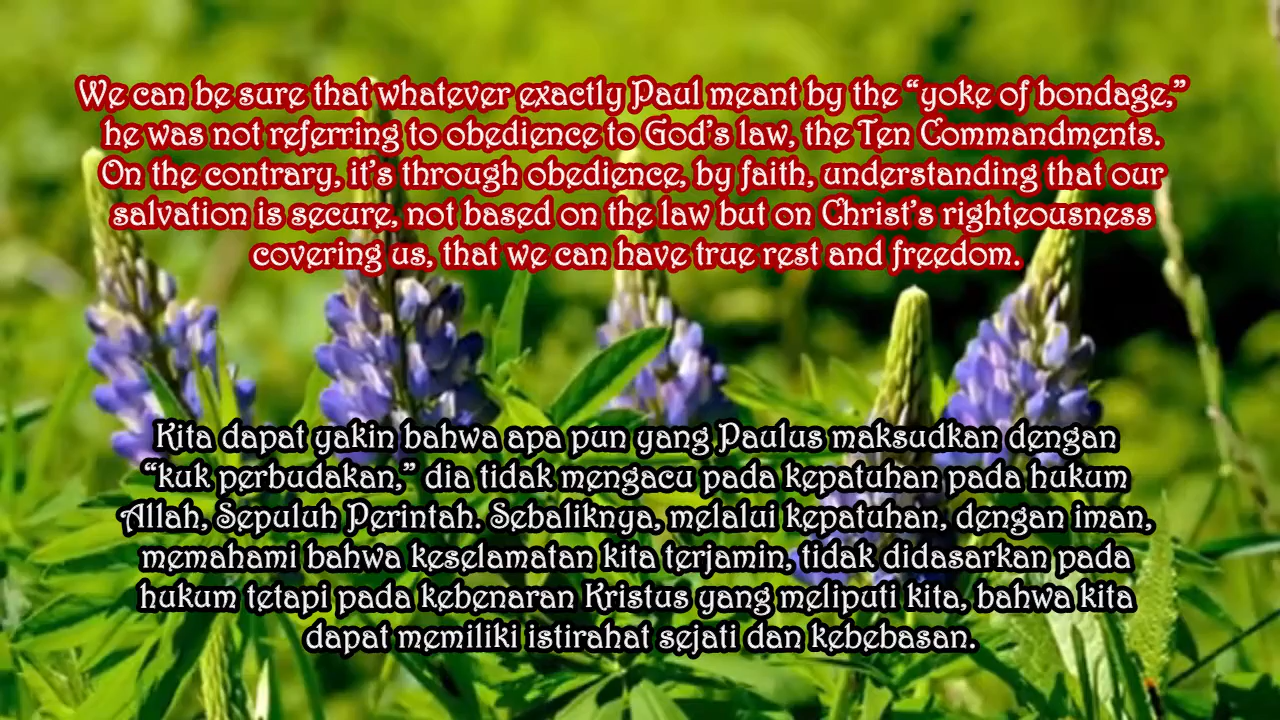 We can be sure that whatever exactly Paul meant by the “yoke of bondage,”
he was not referring to obedience to God’s law, the Ten Commandments.
On the contrary, it’s through obedience, by faith, understanding that our
salvation is secure, not based on the law but on Christ’s righteousness
covering us, that we can have true rest and freedom.
Kita dapat yakin bahwa apa pun yang Paulus maksudkan dengan
“kuk perbudakan,” dia tidak mengacu pada kepatuhan pada hukum
Allah, Sepuluh Perintah. Sebaliknya, melalui kepatuhan, dengan iman,
memahami bahwa keselamatan kita terjamin, tidak didasarkan pada
hukum tetapi pada kebenaran Kristus yang meliputi kita, bahwa kita
dapat memiliki istirahat sejati dan kebebasan.